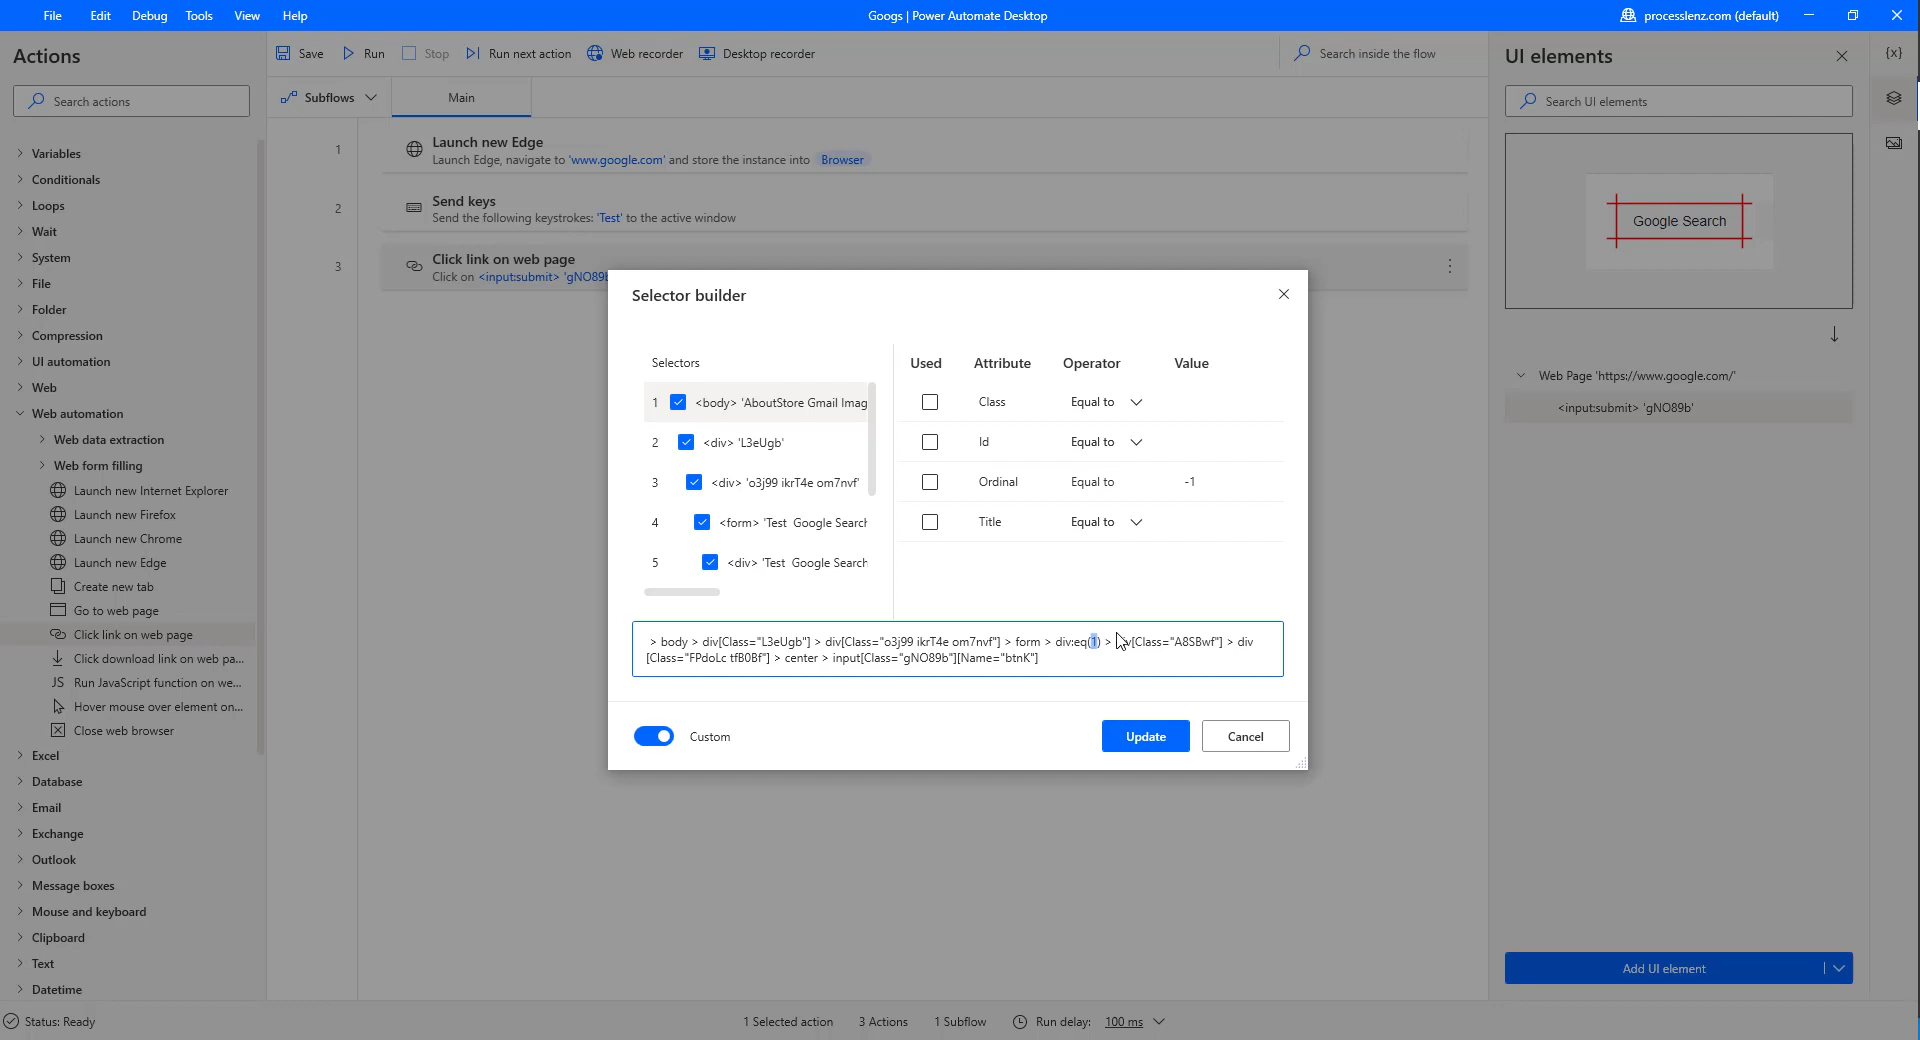 File Edit Debug Tools View Help
Googs | Power Automate Desktop
processlenz.com (default)
Actions
Search actions
Variables
Conditionals
Loops
Wait
System
File
Folder
Compression
UI automation
Web
Web automation
Web data extraction
Web form filling
Launch new Internet Explorer
Launch new Firefox
Launch new Chrome
Launch new Edge
Create new tab
Go to web page
Click link on web page
Click download link on web pa...
JS Run JavaScript function on we...
Hover mouse over element on...
Close web browser
Excel
Database
Email
Exchange
Outlook
Message boxes
Mouse and keyboard
Clipboard
Text
Datetime
Save Run Stop Run next action Web recorder Desktop recorder
Search inside the flow
Subflows Main
1 Launch new Edge
Launch Edge, navigate to 'www.google.com' and store the instance into Browser
2 Send keys
Send the following keystrokes: 'Test' to the active window
3 Click link on web page
Click on <input:submit> 'gNO89b
Selector builder
Selectors
1 <body> 'AboutStore Gmail Imag
2 <div> 'L3eUgb'
3 <div> 'o3j99 ikrT4e om7nvf'
4 <form> 'Test Google Search
5 <div> 'Test Google Search
Used Attribute Operator Value
Class Equal to
Id Equal to
Ordinal Equal to -1
Title Equal to
> body > div[Class="L3eUgb"] > div[Class="o3j99 ikrT4e om7nvf"] > form > div:eq(1) > v[Class="A8SBwf"] > div
[Class="FPdoLc tfB0Bf"] > center > input[Class="gNO89b"][Name="btnK"]
Custom
Update Cancel
UI elements
{x}
Search UI elements
Google Search
Web Page 'https://www.google.com/'
<input:submit> 'gNO89b'
Add UI element
Status: Ready
1 Selected action 3 Actions 1 Subflow Run delay: 100 ms